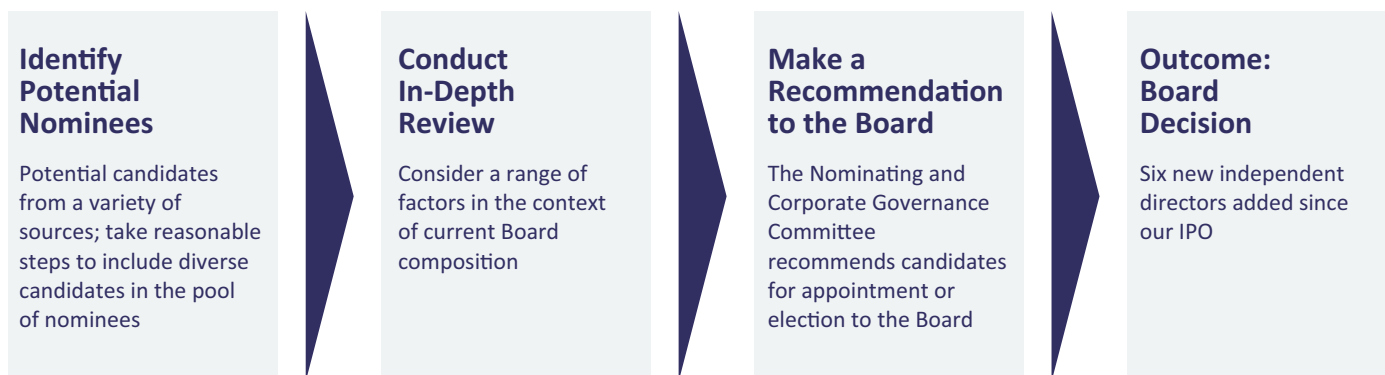 Identify
Potential
Nominees
Potential candidates
from a variety of
sources; take reasonable
steps to include diverse
candidates in the pool
of nominees
Conduct
In-Depth
Review
Consider a range of
factors in the context
of current Board
composition
Make a
Recommendation
to the Board
The Nominating and
Corporate Governance
Committee
recommends candidates
for appointment or
election to the Board
Outcome:
Board
Decision
Six new independent
directors added since
our IPO